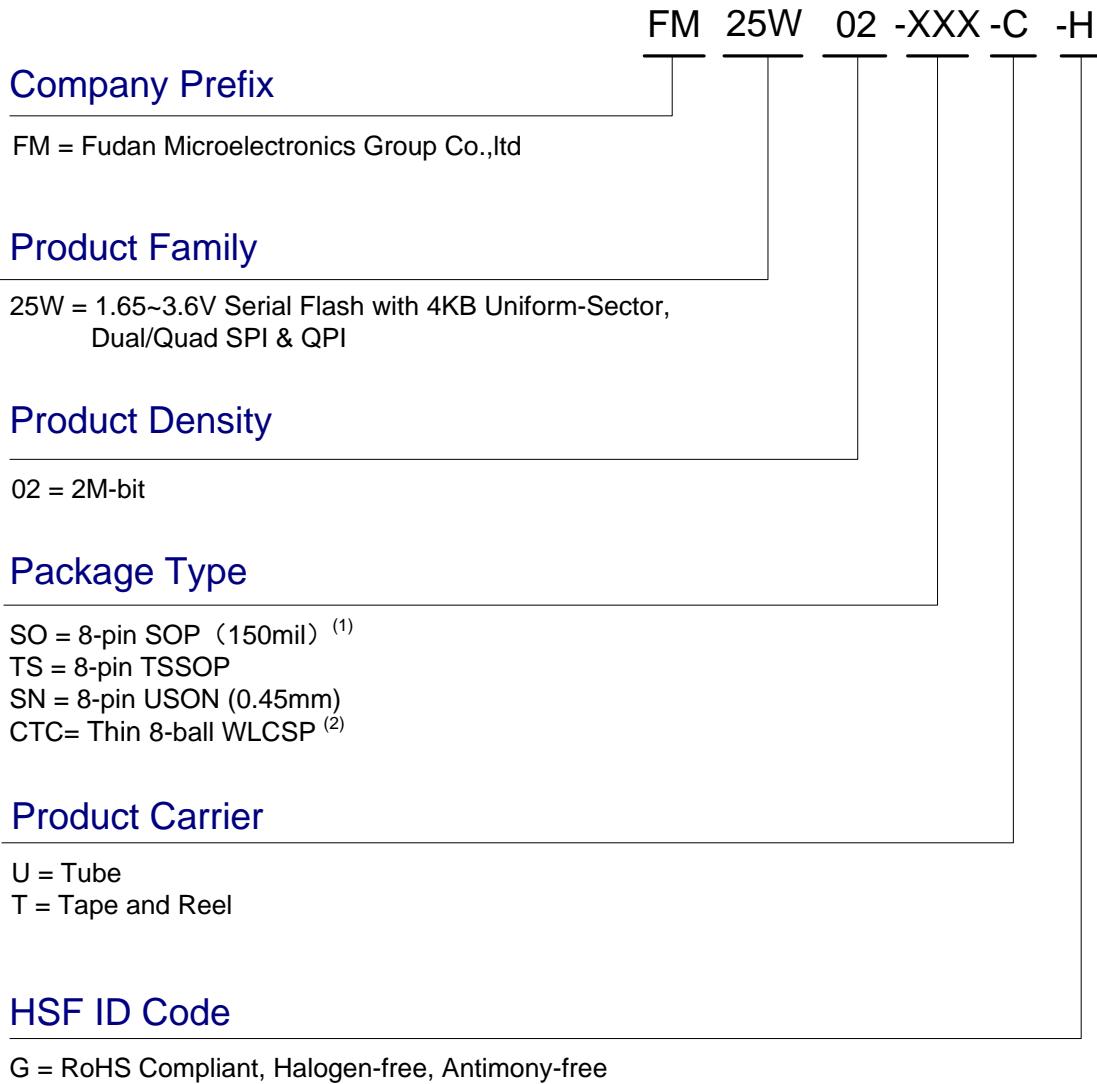 FM 25W 02 -XXX -C -H
Company Prefix
FM = Fudan Microelectronics Group Co.,ltd
Product Family
25W = 1.65~3.6V Serial Flash with 4KB Uniform-Sector,
Dual/Quad SPI & QPI
Product Density
02 = 2M-bit
Package Type
SO = 8-pin SOP（150mil）(1)
TS = 8-pin TSSOP
SN = 8-pin USON (0.45mm)
CTC= Thin 8-ball WLCSP (2)
Product Carrier
U = Tube
T = Tape and Reel
HSF ID Code
G = RoHS Compliant, Halogen-free, Antimony-free